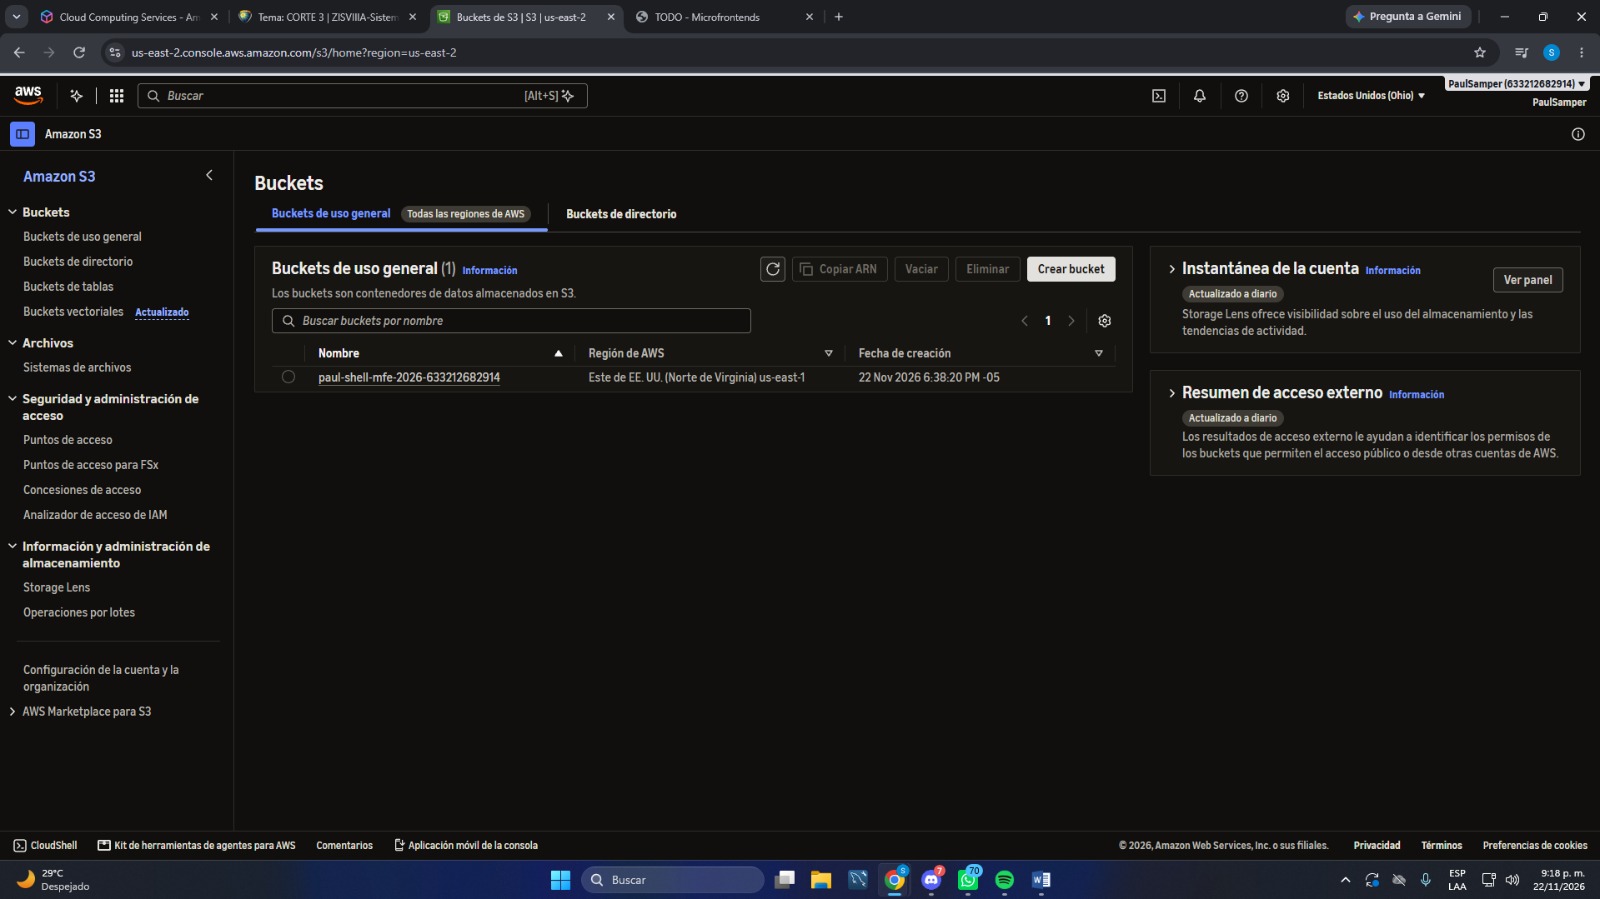 Cloud Computing Services - Am
Tema: CORTE 3 | ZISVIIIA-Sistem
Buckets de S3 | S3 | us-east-2
TODO - Microfrontends
Pregunta a Gemini
us-east-2.console.aws.amazon.com/s3/home?region=us-east-2
S
aws
Buscar
[Alt+S]
Estados Unidos (Ohio)
PaulSamper (633212682914)
PaulSamper
Amazon S3
Amazon S3
Buckets
Buckets de uso general
Buckets de directorio
Buckets de tablas
Buckets vectoriales Actualizado
Archivos
Sistemas de archivos
Seguridad y administración de
acceso
Puntos de acceso
Puntos de acceso para FSx
Concesiones de acceso
Analizador de acceso de IAM
Información y administración de
almacenamiento
Storage Lens
Operaciones por lotes
Configuración de la cuenta y la
organización
AWS Marketplace para S3
Buckets
Buckets de uso general Todas las regiones de AWS
Buckets de directorio
Buckets de uso general (1) Información
Copiar ARN
Vaciar
Eliminar
Crear bucket
Los buckets son contenedores de datos almacenados en S3.
Buscar buckets por nombre
1
Nombre
Región de AWS
Fecha de creación
paul-shell-mfe-2026-633212682914
Este de EE. UU. (Norte de Virginia) us-east-1
22 Nov 2026 6:38:20 PM -05
Instantánea de la cuenta Información
Ver panel
Actualizado a diario
Storage Lens ofrece visibilidad sobre el uso del almacenamiento y las
tendencias de actividad.
Resumen de acceso externo Información
Actualizado a diario
Los resultados de acceso externo le ayudan a identificar los permisos de
los buckets que permiten el acceso público o desde otras cuentas de AWS.
CloudShell
Kit de herramientas de agentes para AWS
Comentarios
Aplicación móvil de la consola
© 2026, Amazon Web Services, Inc. o sus filiales.
Privacidad
Términos
Preferencias de cookies
29°C
Despejado
Buscar
S
7
70
ESP
LAA
9:18 p. m.
22/11/2026